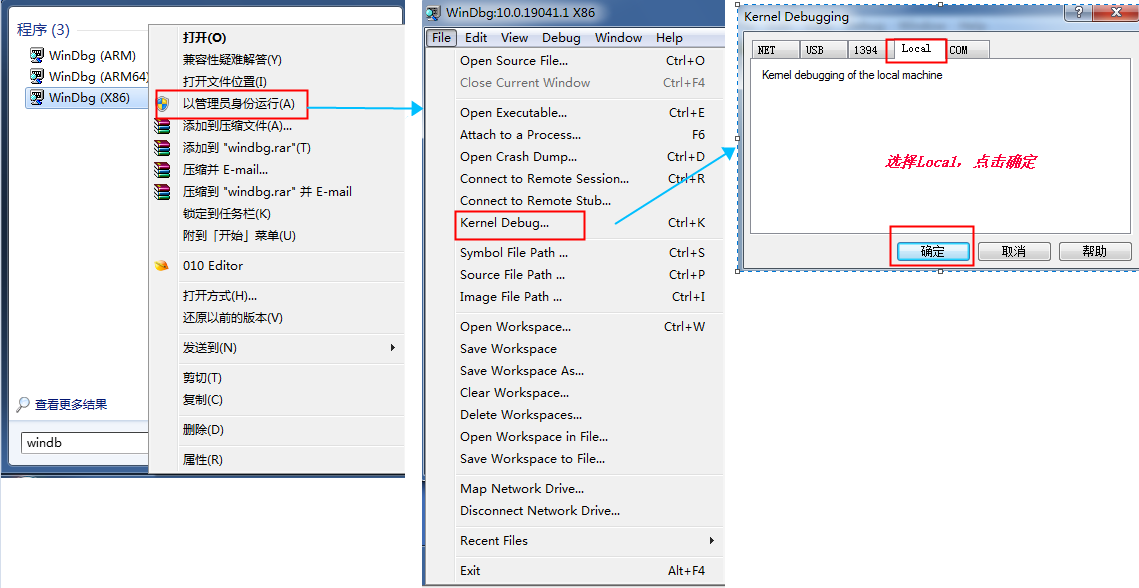 程序 (3)
WinDbg (ARM)
WinDbg (ARM64)
WinDbg (X86)
查看更多结果
windb
打开(O)
兼容性疑难解答(Y)
打开文件位置(I)
以管理员身份运行(A)
添加到压缩文件(A)...
添加到 "windbg.rar"(T)
压缩并 E-mail...
压缩到 "windbg.rar" 并 E-mail
锁定到任务栏(K)
附到「开始」菜单(U)
010 Editor
打开方式(H)...
还原以前的版本(V)
发送到(N)
剪切(T)
复制(C)
删除(D)
属性(R)
WinDbg:10.0.19041.1 X86
File Edit View Debug Window Help
Open Source File... Ctrl+O
Close Current Window Ctrl+F4
Open Executable... Ctrl+E
Attach to a Process... F6
Open Crash Dump... Ctrl+D
Connect to Remote Session... Ctrl+R
Connect to Remote Stub...
Kernel Debug... Ctrl+K
Symbol File Path ... Ctrl+S
Source File Path ... Ctrl+P
Image File Path ... Ctrl+I
Open Workspace... Ctrl+W
Save Workspace
Save Workspace As...
Clear Workspace...
Delete Workspaces...
Open Workspace in File...
Save Workspace to File...
Map Network Drive...
Disconnect Network Drive...
Recent Files
Exit Alt+F4
Kernel Debugging
NET USB 1394 Local COM
Kernel debugging of the local machine
选择Local，点击确定
确定 取消 帮助